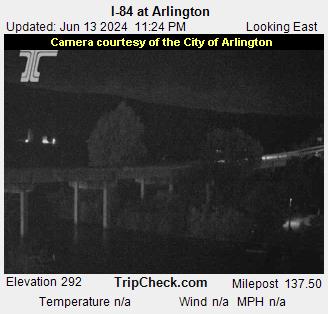 I-84 at Arlington
Updated: Jun 13 2024 11:24 PM Looking East
Camera courtesy of the City of Arlington
Elevation 292 TripCheck.com Milepost 137.50
Temperature n/a Wind n/a MPH n/a